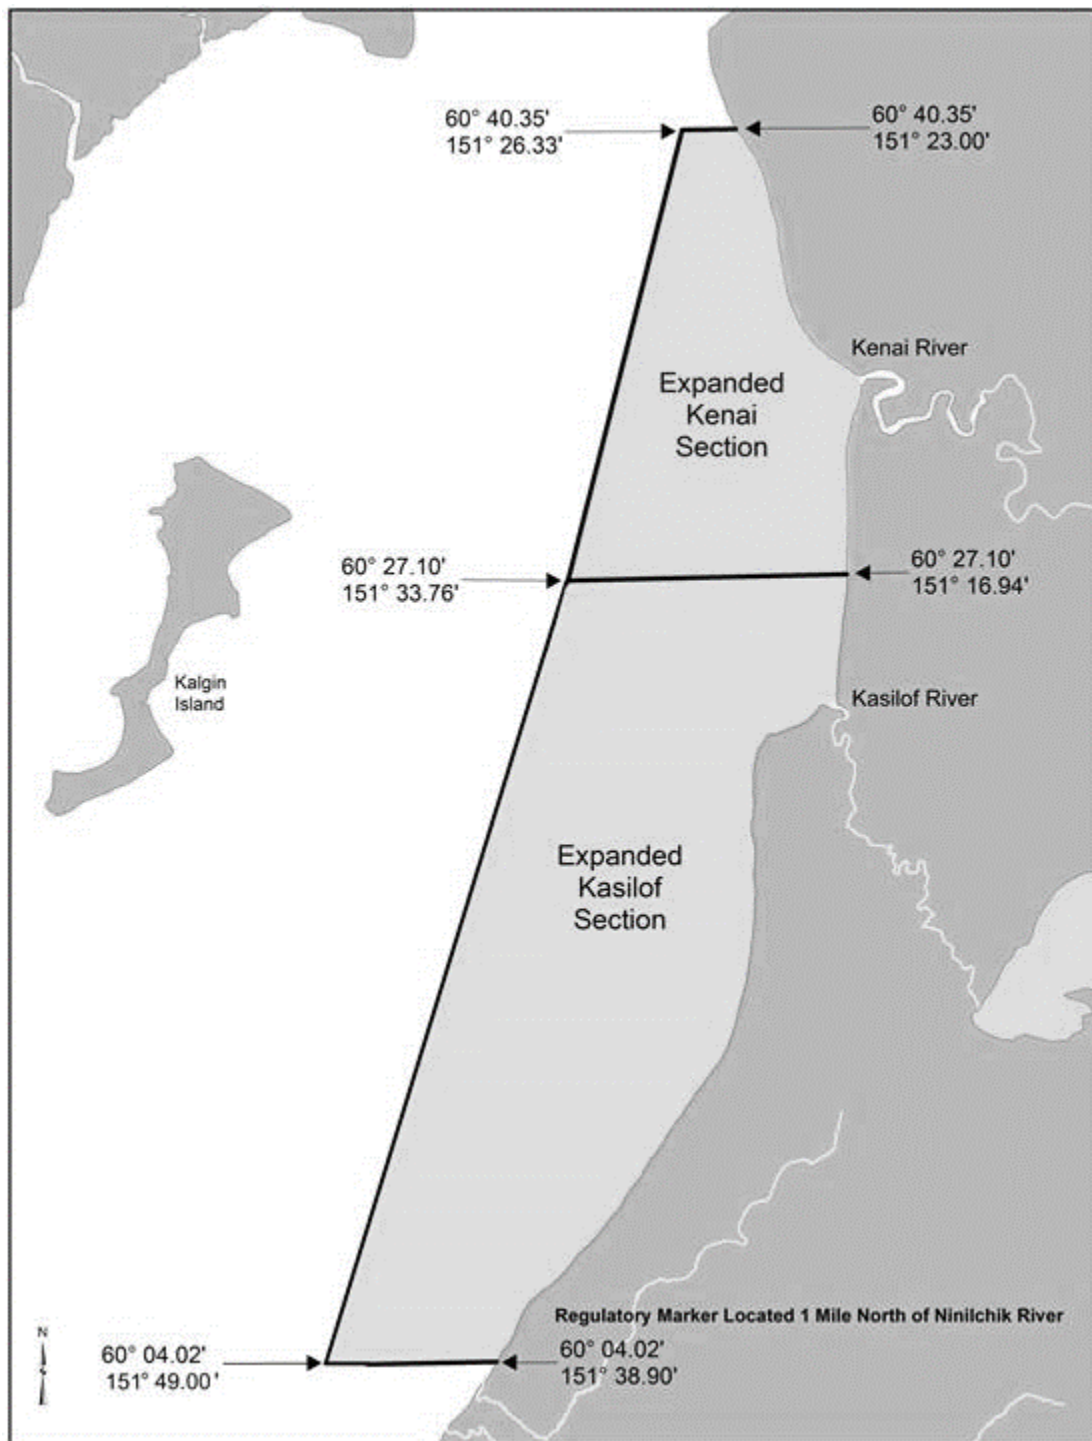 60° 40.35'
151° 26.33'
60° 40.35'
151° 23.00'
Kenai River
Expanded
Kenai
Section
60° 27.10'
151° 33.76'
60° 27.10'
151° 16.94'
Kalgin
Island
Kasilof River
Expanded
Kasilof
Section
Regulatory Marker Located 1 Mile North of Ninilchik River
N
60° 04.02'
151° 49.00'
60° 04.02'
151° 38.90'